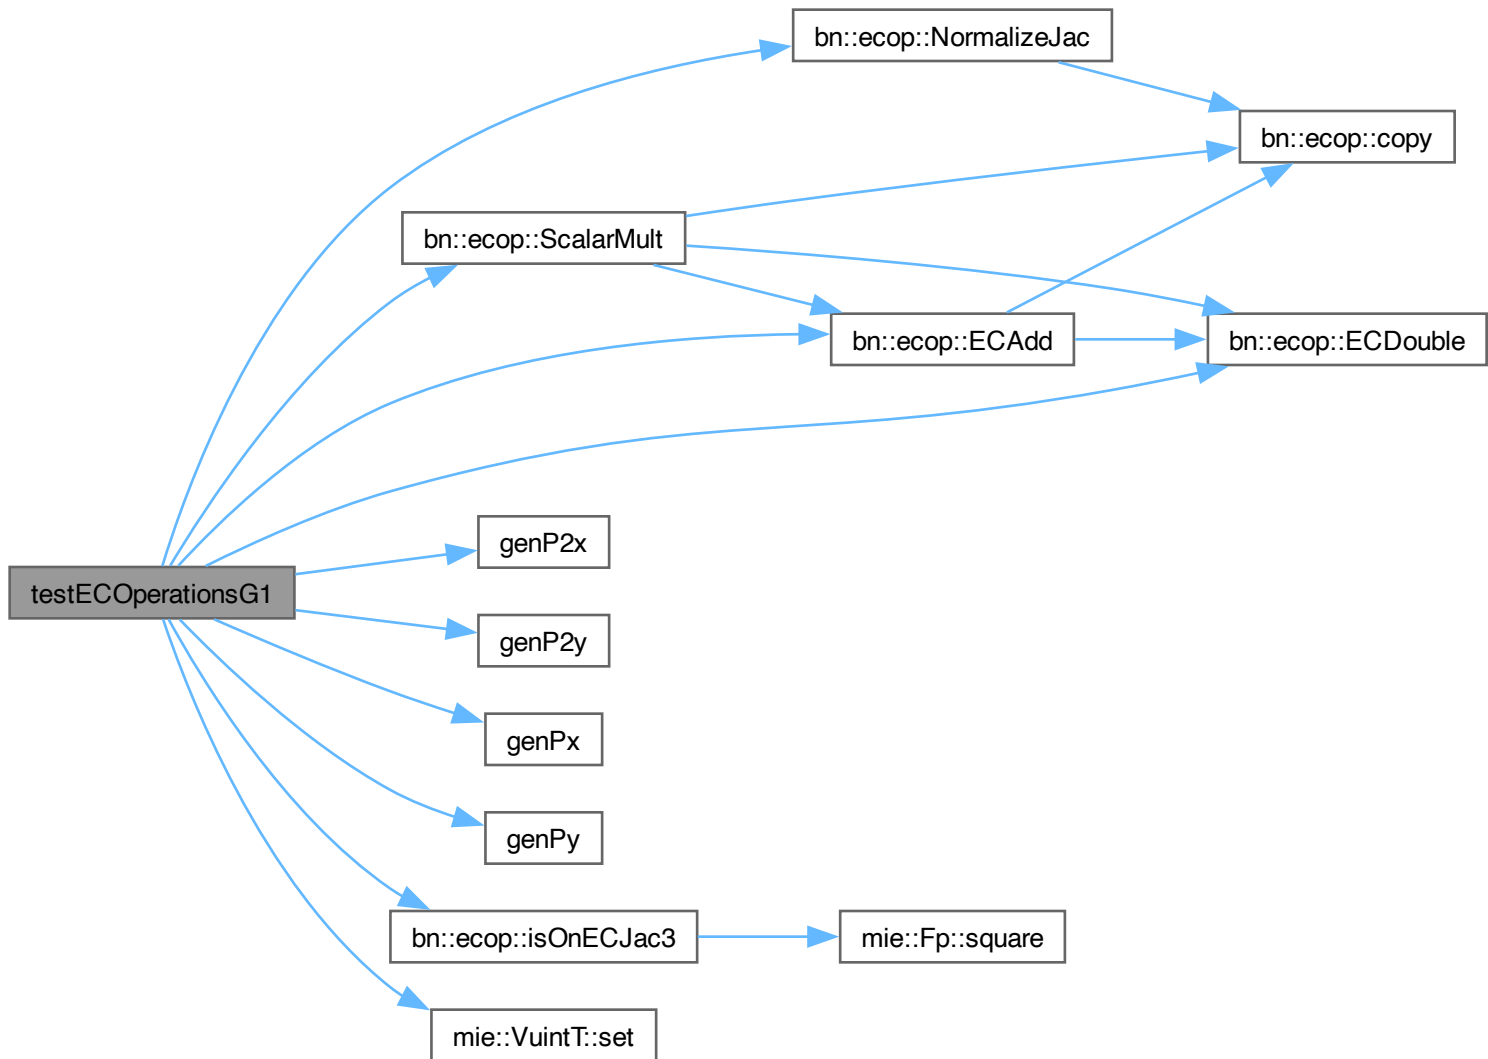 bn::ecop::NormalizeJac
bn::ecop::copy
bn::ecop::ScalarMult
bn::ecop::ECAdd
bn::ecop::ECDouble
genP2x
testECOperationsG1
genP2y
genPx
genPy
bn::ecop::isOnECJac3
mie::Fp::square
mie::VuintT::set